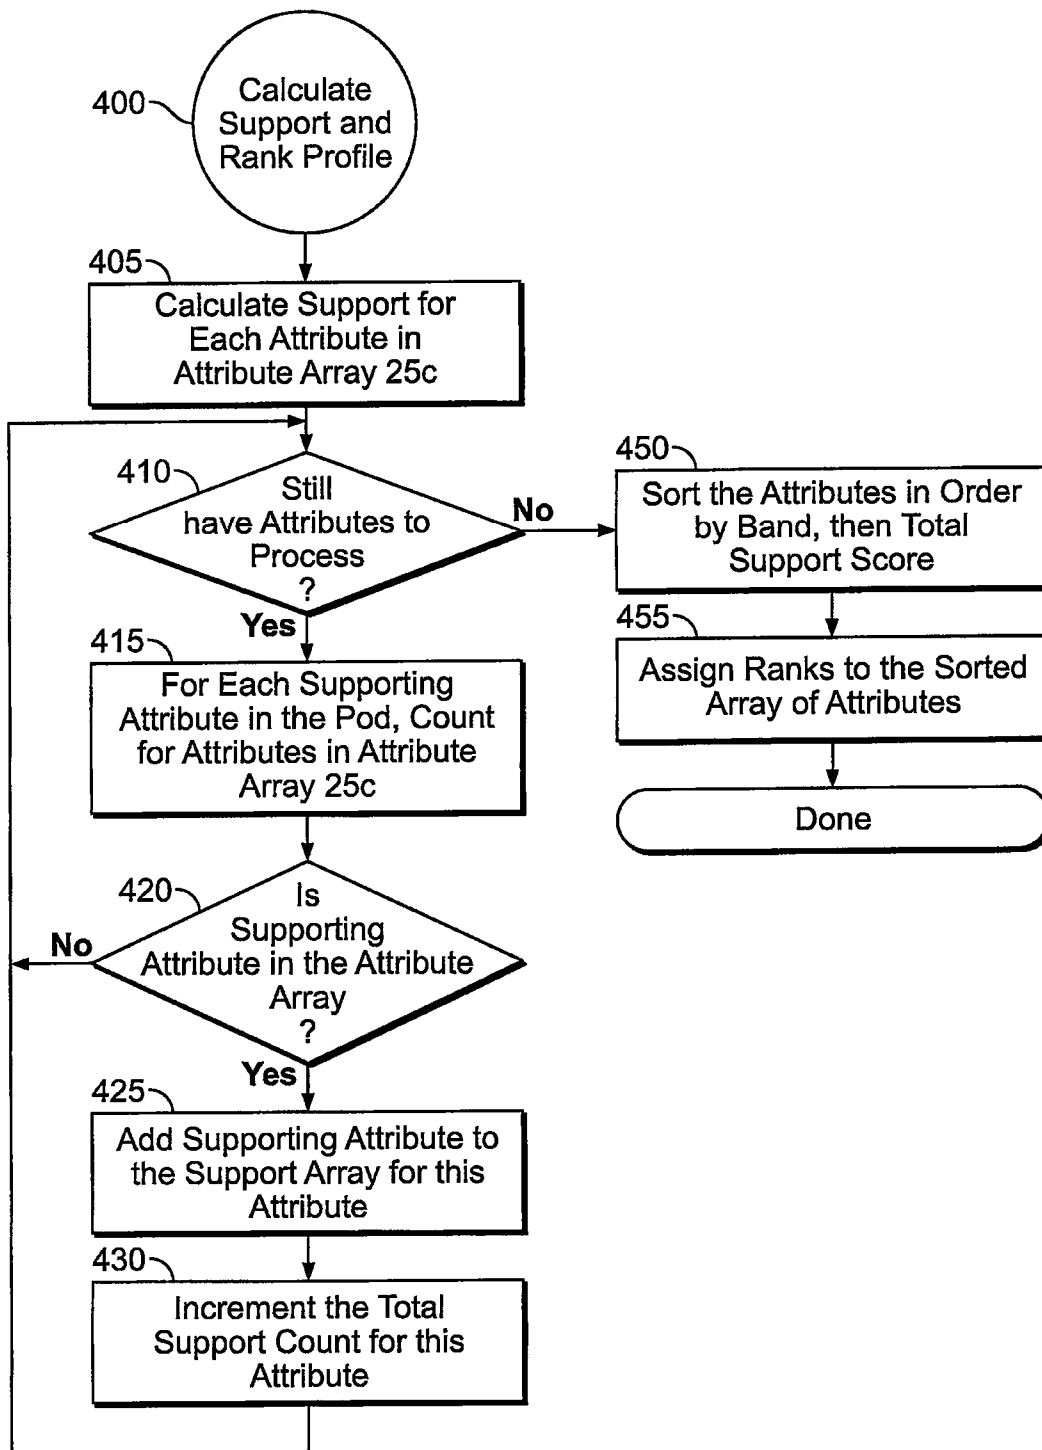 400
Calculate
Support and
Rank Profile
405
Calculate Support for
Each Attribute in
Attribute Array 25c
410
Still
have Attributes to
Process
?
No
Yes
450
Sort the Attributes in Order
by Band, then Total
Support Score
455
Assign Ranks to the Sorted
Array of Attributes
Done
415
For Each Supporting
Attribute in the Pod, Count
for Attributes in Attribute
Array 25c
420
Is
Supporting
Attribute in the Attribute
Array
?
No
Yes
425
Add Supporting Attribute to
the Support Array for this
Attribute
430
Increment the Total
Support Count for this
Attribute